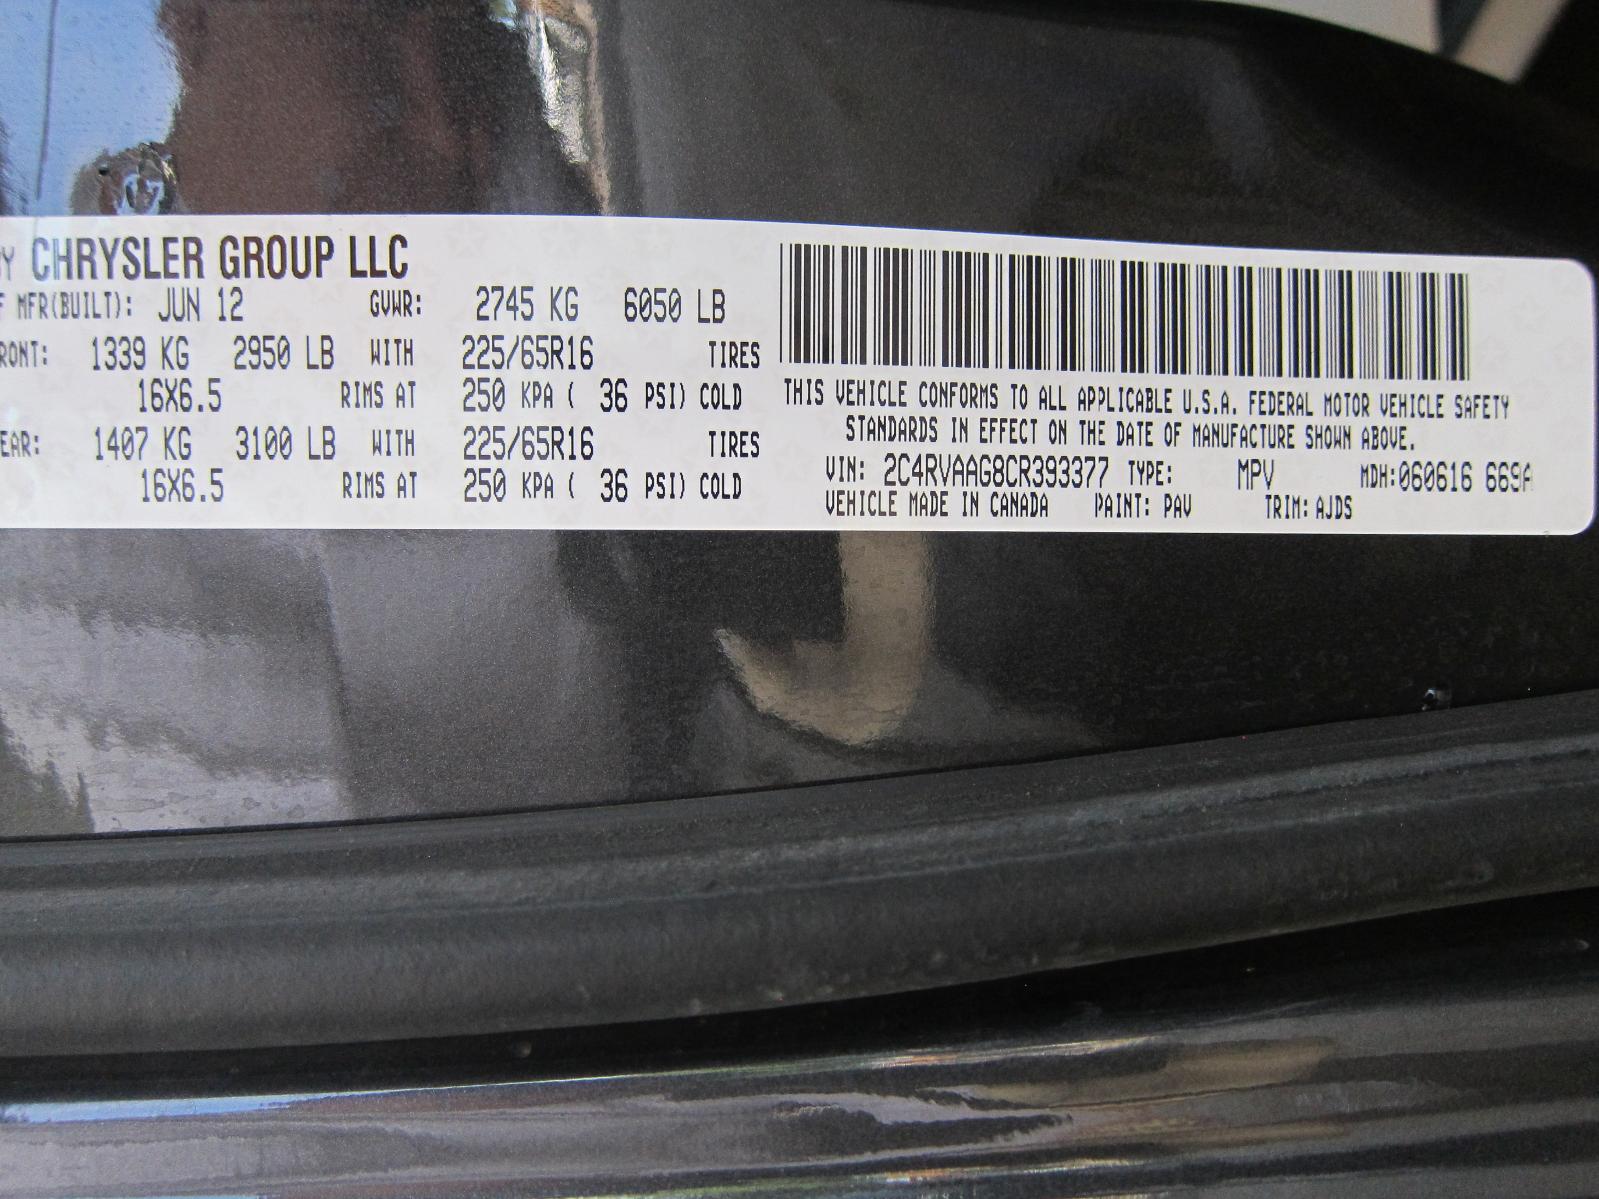 BY CHRYSLER GROUP LLC
F MFR(BUILT): JUN 12 GVWR: 2745 KG 6050 LB
RONT: 1339 KG 2950 LB WITH 225/65R16 TIRES
16X6.5 RIMS AT 250 KPA ( 36 PSI) COLD
EAR: 1407 KG 3100 LB WITH 225/65R16 TIRES
16X6.5 RIMS AT 250 KPA ( 36 PSI) COLD
THIS VEHICLE CONFORMS TO ALL APPLICABLE U.S.A. FEDERAL MOTOR VEHICLE SAFETY
STANDARDS IN EFFECT ON THE DATE OF MANUFACTURE SHOWN ABOVE.
VIN: 2C4RVAAG8CR393377 TYPE: MPV MDH:060616 669A
VEHICLE MADE IN CANADA PAINT: PAV TRIM: AJDS